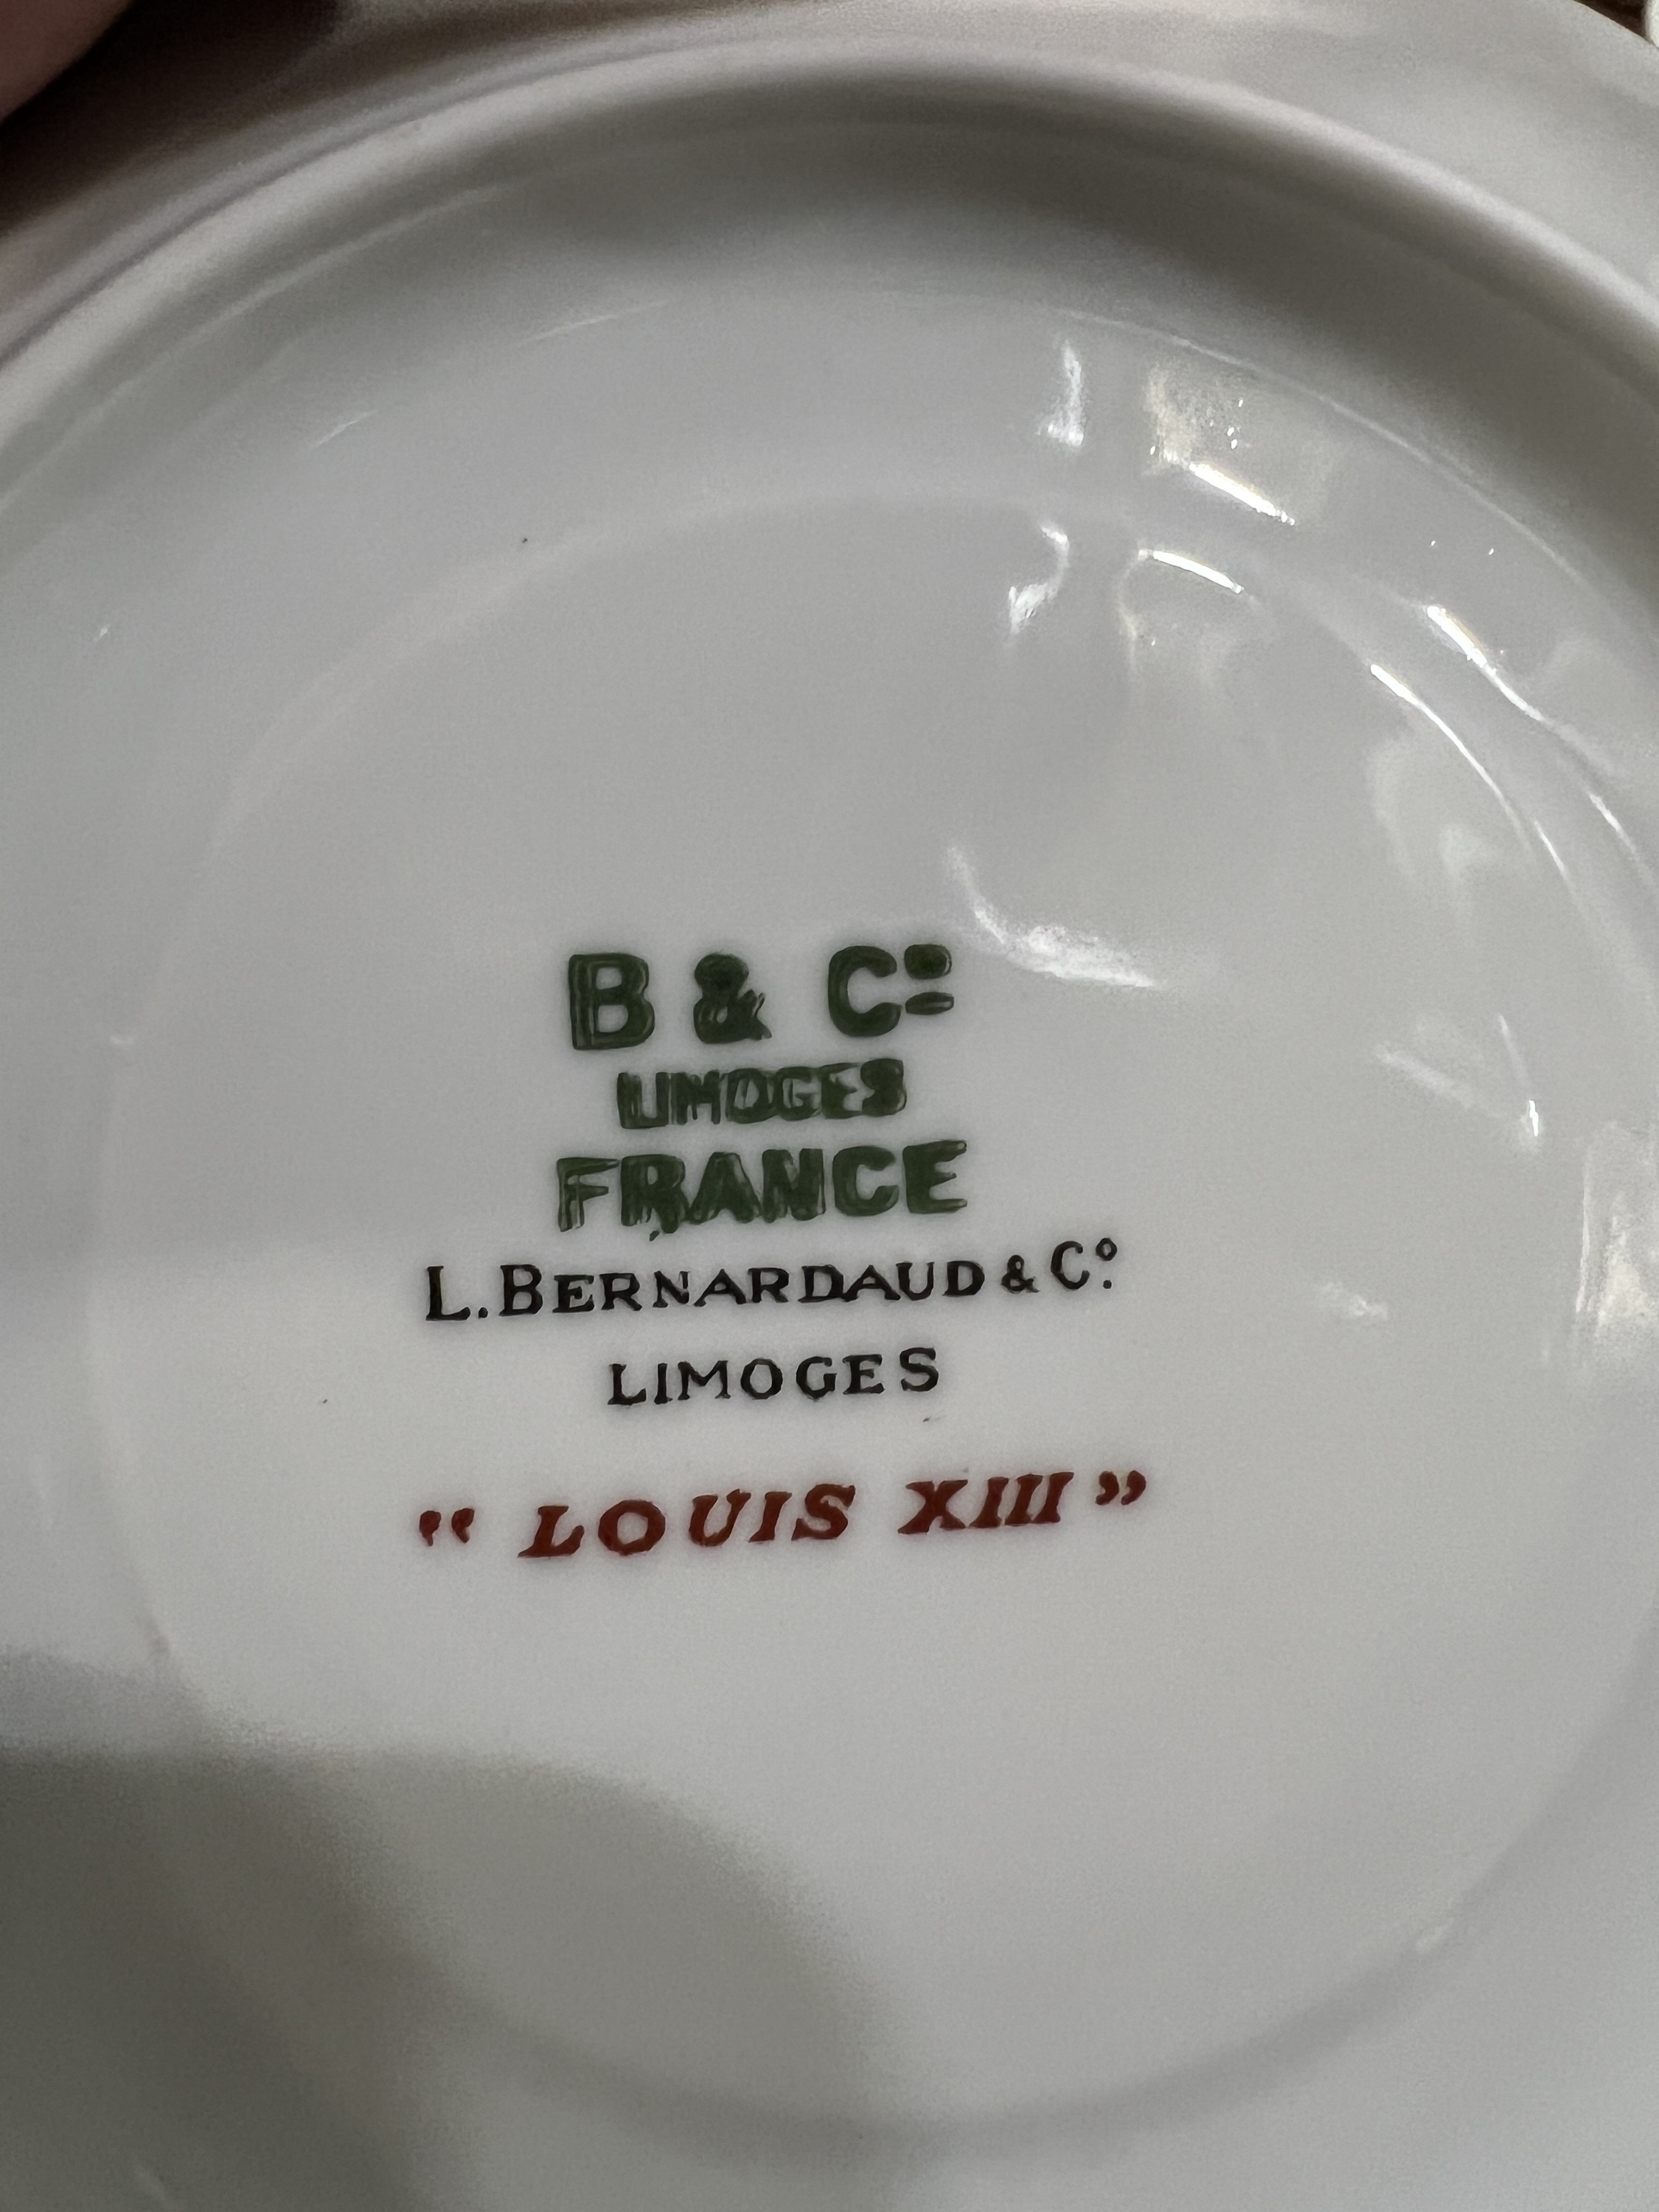 B & Cº
LIMOGES
FRANCE
L. BERNARDAUD & Cº
LIMOGES
“ LOUIS XIII ”